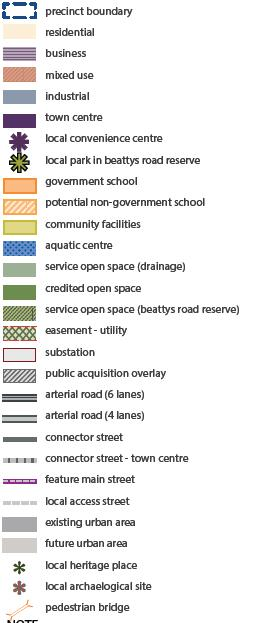 precinct boundary
residential
business
mixed use
industrial
town centre
local convenience centre
local park in beattys road reserve
government school
potential non-government school
community facilities
aquatic centre
service open space (drainage)
credited open space
service open space (beattys road reserve)
easement - utility
substation
public acquisition overlay
arterial road (6 lanes)
arterial road (4 lanes)
connector street
connector street - town centre
feature main street
local access street
existing urban area
future urban area
local heritage place
local archaelogical site
pedestrian bridge
NOTE